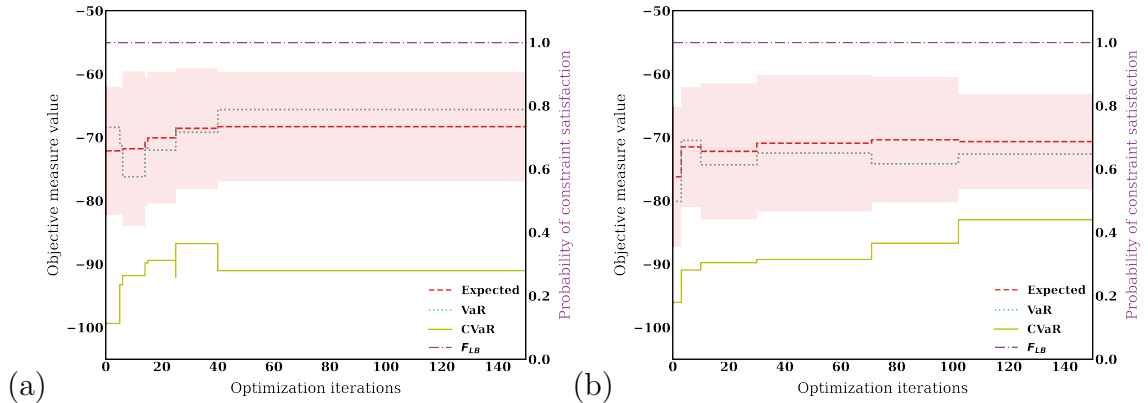 −50
−60
−70
−80
−90
−100
Objective measure value
0
20
40
60
80
100
120
140
Optimization iterations
1.0
0.8
0.6
0.4
0.2
0.0
Probability of constraint satisfaction
Expected
VaR
CVaR
F_LB
(a)
−50
−60
−70
−80
−90
−100
Objective measure value
0
20
40
60
80
100
120
140
Optimization iterations
1.0
0.8
0.6
0.4
0.2
0.0
Probability of constraint satisfaction
Expected
VaR
CVaR
F_LB
(b)